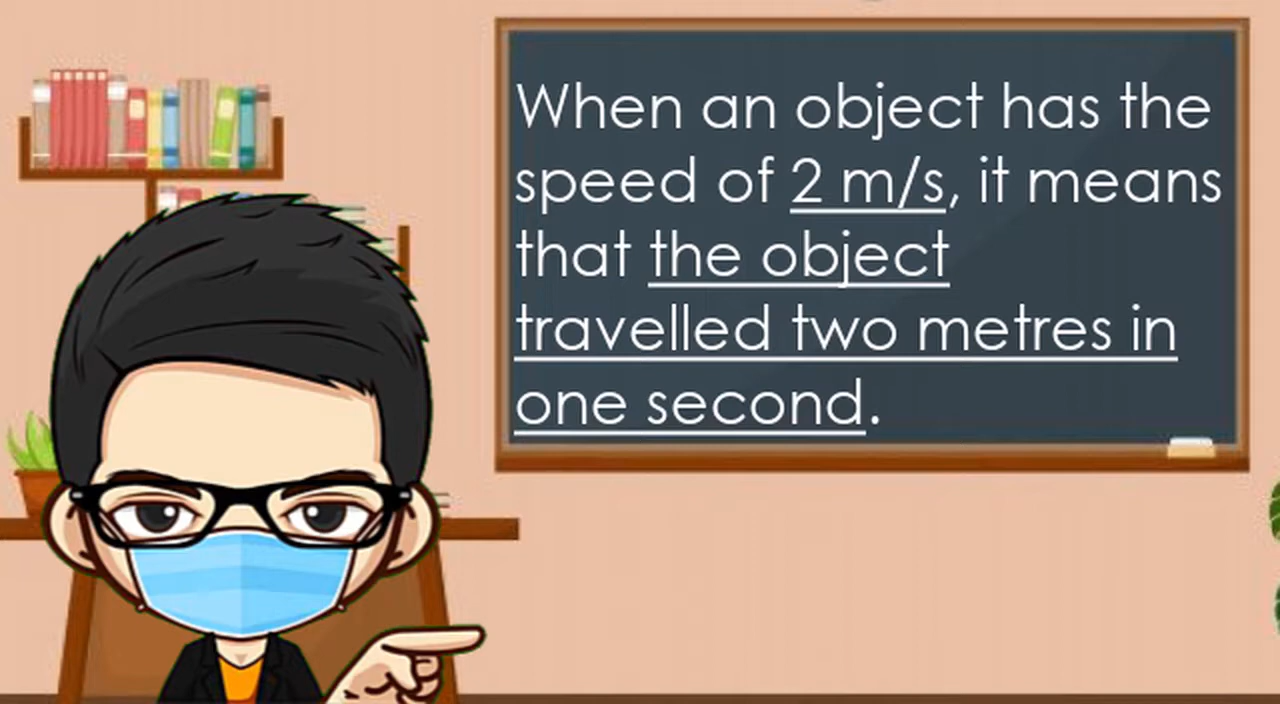 When an object has the
speed of 2 m/s, it means
that the object
travelled two metres in
one second.